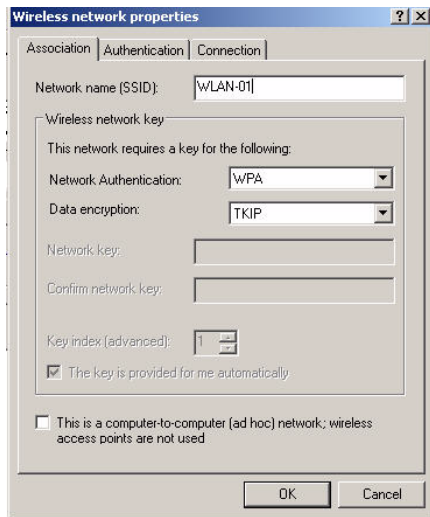 Wireless network properties
Association
Authentication
Connection
Network name (SSID):
WLAN-01
Wireless network key
This network requires a key for the following:
Network Authentication:
WPA
Data encryption:
TKIP
Network key:
Confirm network key:
Key index (advanced):
1
The key is provided for me automatically
This is a computer-to-computer (ad hoc) network; wireless
access points are not used
OK
Cancel